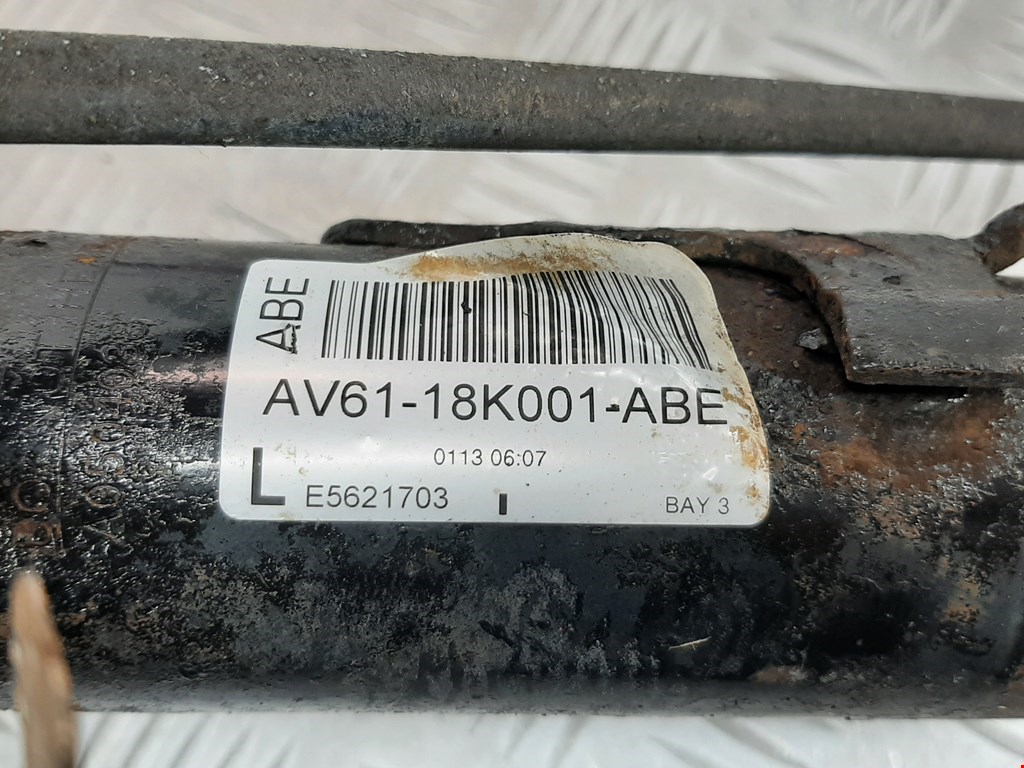 ABE
AV61-18K001-ABE
0113 06:07
L E5621703
BAY 3